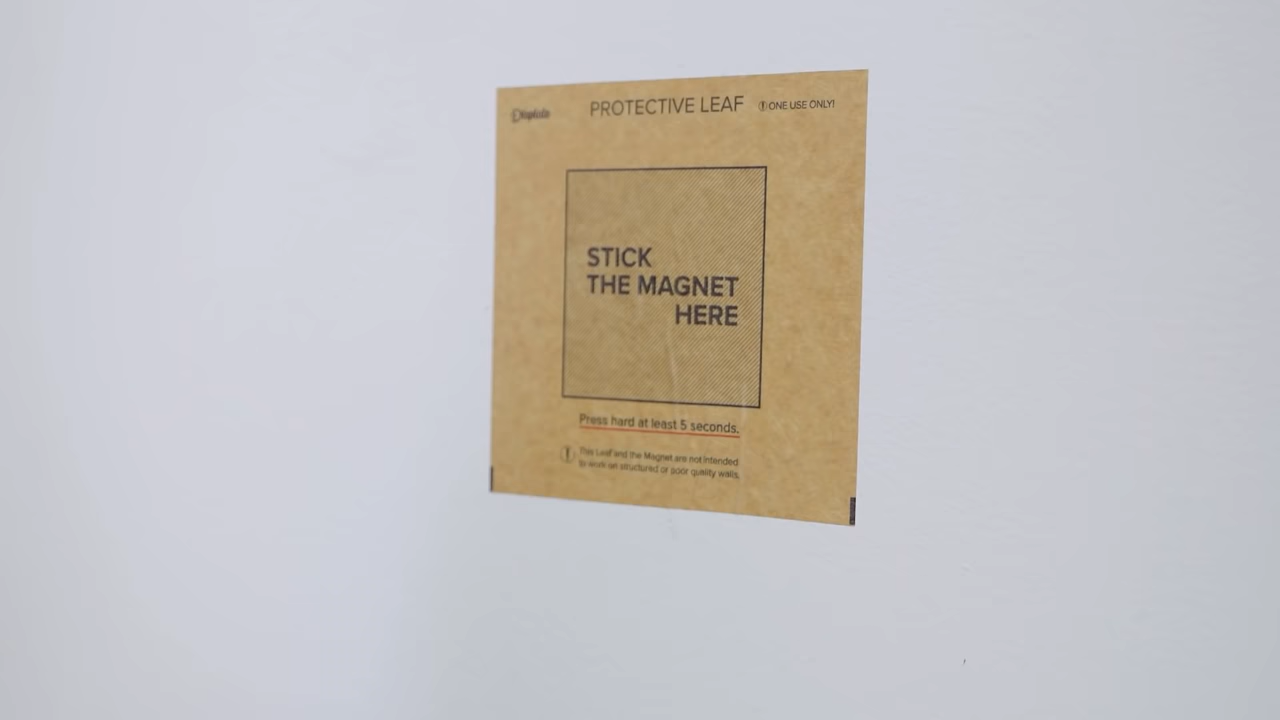 Displate
PROTECTIVE LEAF
! ONE USE ONLY!
STICK
THE MAGNET
HERE
Press hard at least 5 seconds.
! This Leaf and the Magnet are not intended
to work on structured or poor quality walls.